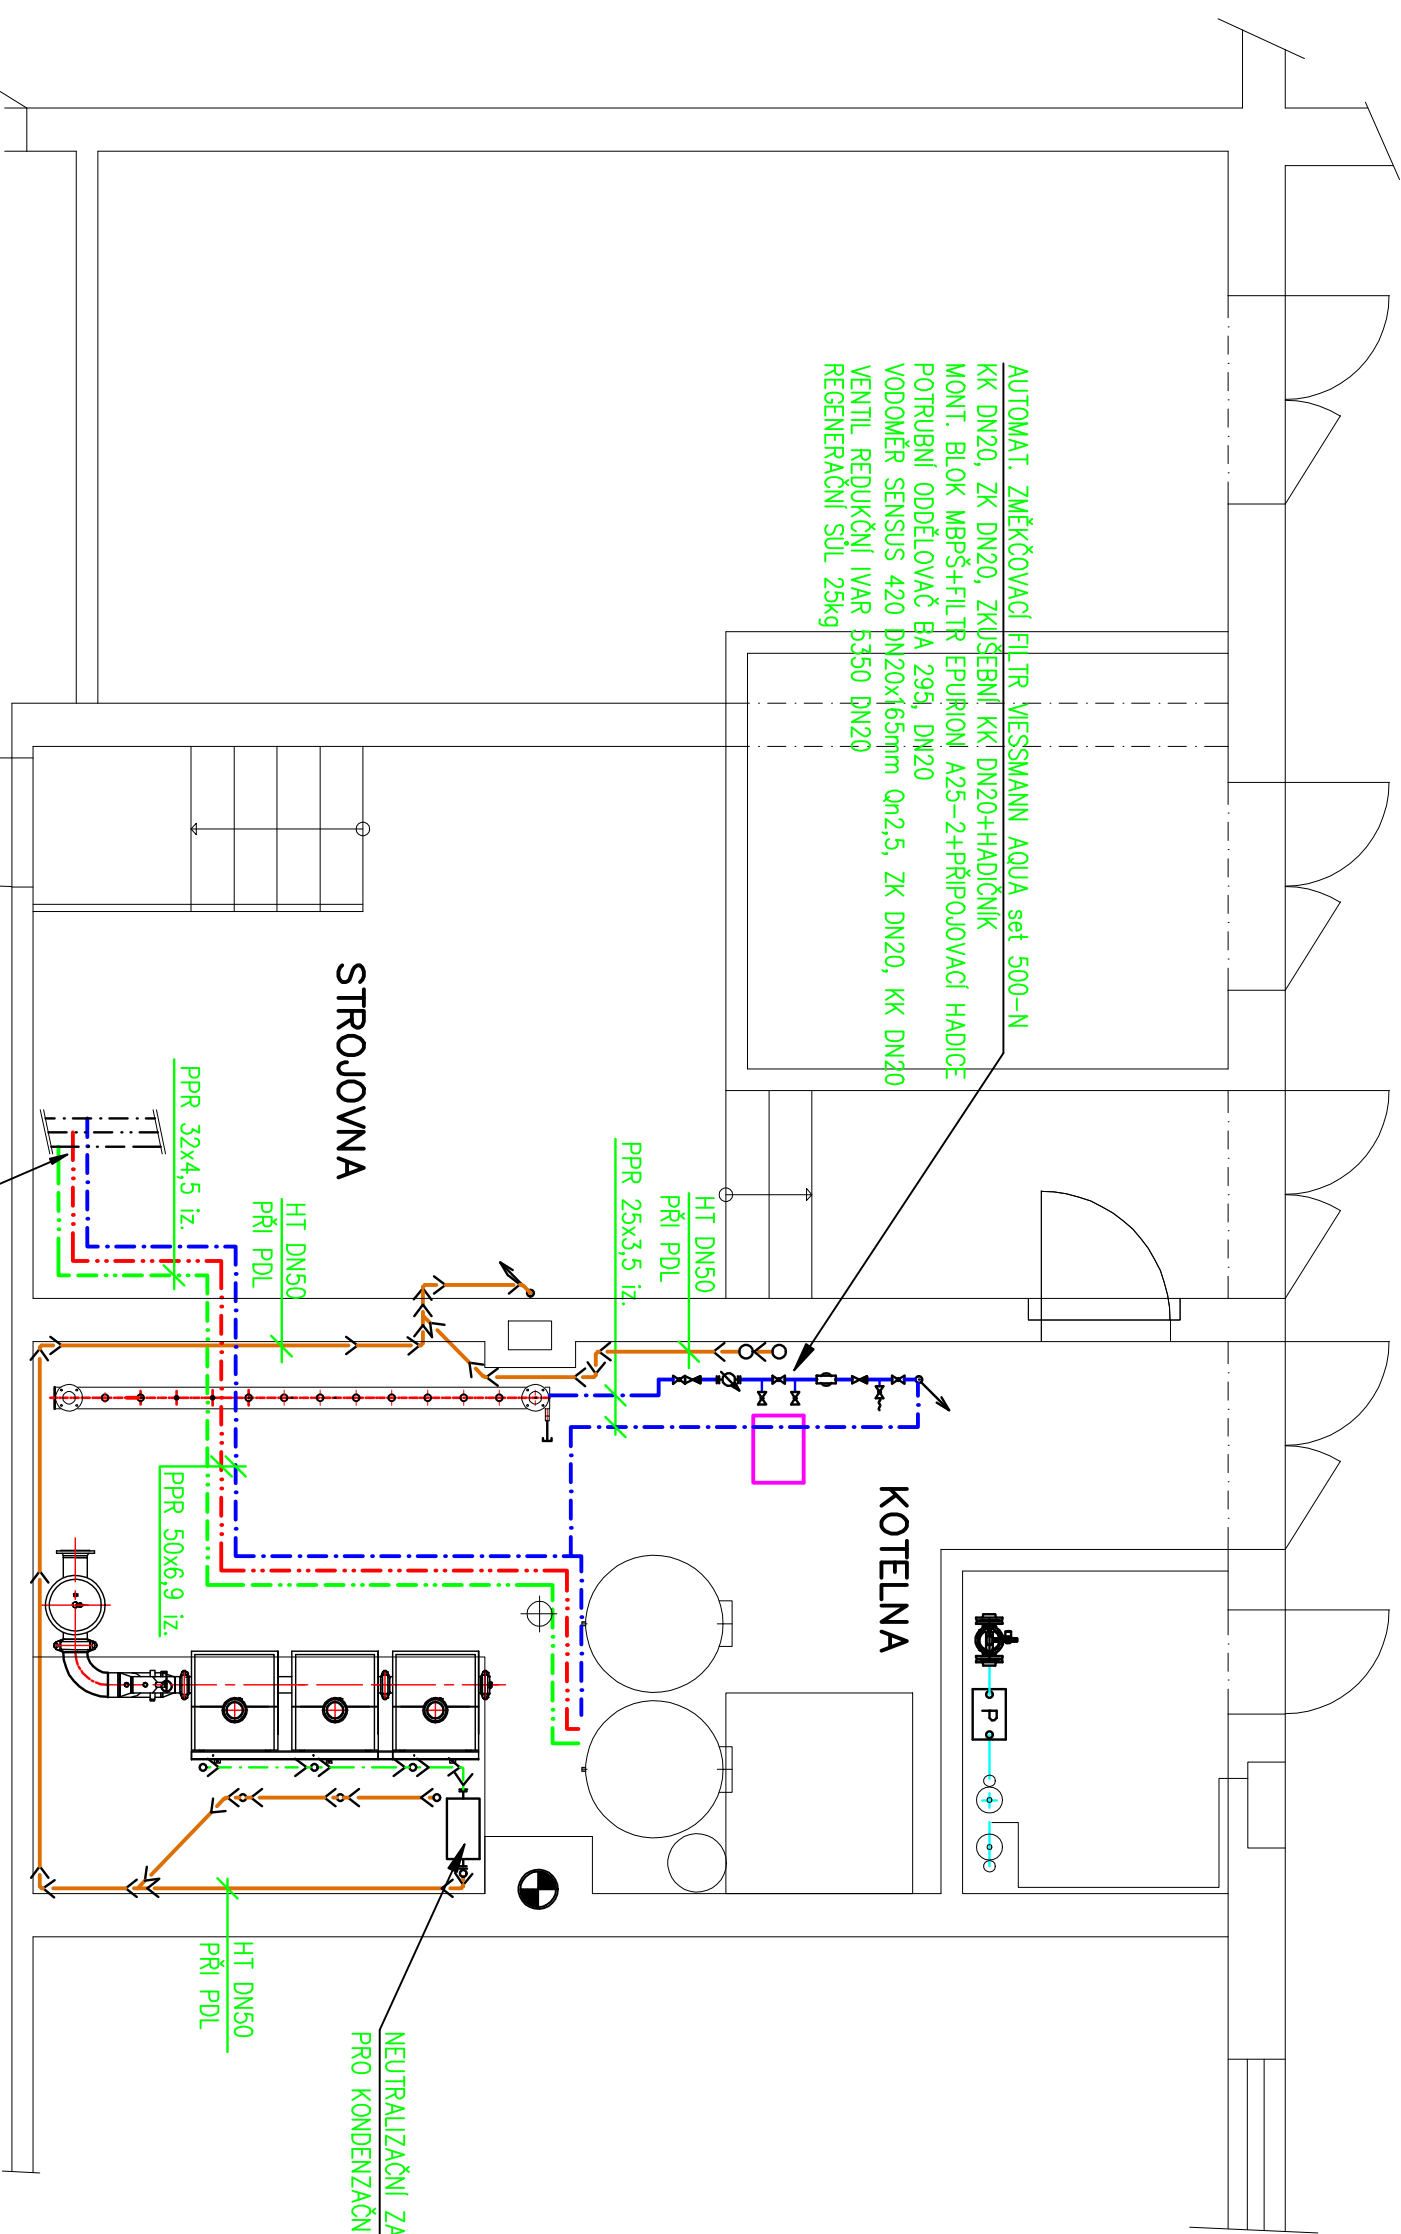 AUTOMAT. ZMĚKČOVACÍ FILTR VIESSMANN AQUA set 500-N
KK DN20, ZK DN20, ZKUŠEBNÍ KK DN20+HADIČNÍK
MONT. BLOK MBPŠ+FILTR EPURION A25-2+PŘIPOJOVACÍ HADICE
POTRUBNÍ ODDĚLOVAČ BA 295, DN20
VODOMĚR SENSUS 420 DN20x165mm Qn2,5, ZK DN20, KK DN20
VENTIL REDUKČNÍ IVAR 5350 DN20
REGENERAČNÍ SŮL 25kg
KOTELNA
P
HT DN50
PŘI PDL
PPR 25x3,5 iz.
STROJOVNA
HT DN50
PŘI PDL
PPR 32x4,5 iz.
PPR 50x6,9 iz.
NEUTRALIZAČNÍ ZA
PRO KONDENZAČN
HT DN50
PŘI PDL